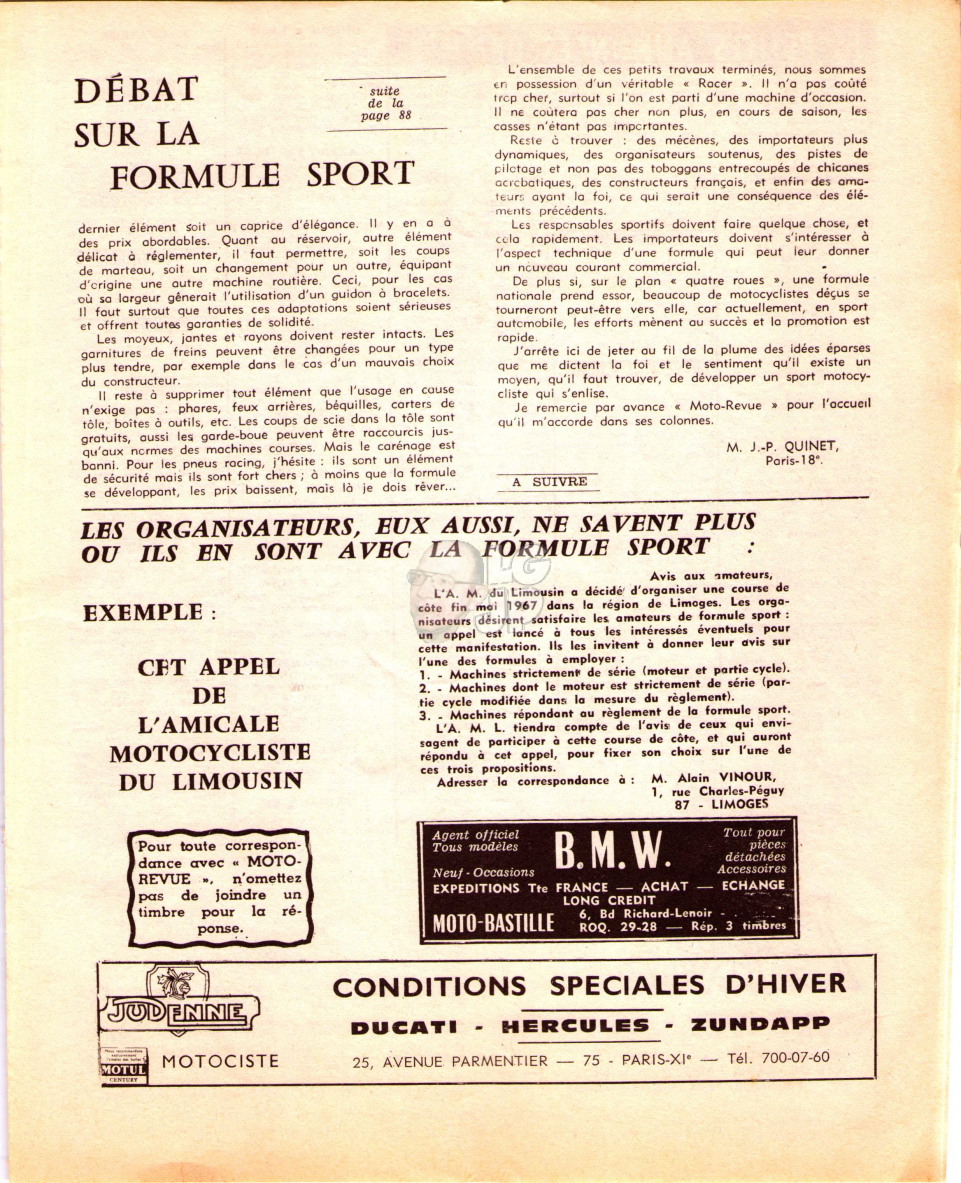 DÉBAT
SUR LA
FORMULE SPORT
suite
de la
page 88
dernier élément soit un caprice d'élégance. Il y en a à
des prix abordables. Quant au réservoir, autre élément
délicat à réglementer, il faut permettre, soit les coups
de marteau, soit un changement pour un autre, équipant
d'origine une autre machine routière. Ceci, pour les cas
où sa largeur gênerait l'utilisation d'un guidon à bracelets.
Il faut surtout que toutes ces adaptations soient sérieuses
et offrent toutes garanties de solidité.
Les moyeux, jantes et rayons doivent rester intacts. Les
garnitures de freins peuvent être changées pour un type
plus tendre, par exemple dans le cas d'un mauvais choix
du constructeur.
Il reste à supprimer tout élément que l'usage en cause
n'exige pas : phares, feux arrières, béquilles, carters de
tôle, boîtes à outils, etc. Les coups de scie dans la tôle sont
gratuits, aussi les garde-boue peuvent être raccourcis jus-
qu'aux normes des machines courses. Mais le carénage est
banni. Pour les pneus racing, j'hésite : ils sont un élément
de sécurité mais ils sont fort chers ; à moins que la formule
se développant, les prix baissent, mais là je dois rêver...
L'ensemble de ces petits travaux terminés, nous sommes
en possession d'un véritable « Racer ». Il n'a pas coûté
trop cher, surtout si l'on est parti d'une machine d'occasion.
Il ne coûtera pas cher non plus, en cours de saison, les
casses n'étant pas importantes.
Reste à trouver : des mécènes, des importateurs plus
dynamiques, des organisateurs soutenus, des pistes de
pilotage et non pas des toboggans entrecoupés de chicanes
acrobatiques, des constructeurs français, et enfin des ama-
teurs ayant la foi, ce qui serait une conséquence des élé-
ments précédents.
Les responsables sportifs doivent faire quelque chose, et
cela rapidement. Les importateurs doivent s'intéresser à
l'aspect technique d'une formule qui peut leur donner
un nouveau courant commercial.
De plus si, sur le plan « quatre roues », une formule
nationale prend essor, beaucoup de motocyclistes déçus se
tourneront peut-être vers elle, car actuellement, en sport
automobile, les efforts mènent au succès et la promotion est
rapide.
J'arrête ici de jeter au fil de la plume des idées éparses
que me dictent la foi et le sentiment qu'il existe un
moyen, qu'il faut trouver, de développer un sport motocy-
cliste qui s'enlise.
Je remercie par avance « Moto-Revue » pour l'accueil
qu'il m'accorde dans ses colonnes.
M. J.-P. QUINET,
Paris-18e.
A SUIVRE
LES ORGANISATEURS, EUX AUSSI, NE SAVENT PLUS
OU ILS EN SONT AVEC LA FORMULE SPORT :
EXEMPLE :
CET APPEL
DE
L'AMICALE
MOTOCYCLISTE
DU LIMOUSIN
Avis aux amateurs,
L'A. M. du Limousin a décidé d'organiser une course de
côte fin mai 1967 dans la région de Limoges. Les orga-
nisateurs désirent satisfaire les amateurs de formule sport :
un appel est lancé à tous les intéressés éventuels pour
cette manifestation. Ils les invitent à donner leur avis sur
l'une des formules à employer :
1. - Machines strictement de série (moteur et partie cycle).
2. - Machines dont le moteur est strictement de série (par-
tie cycle modifiée dans la mesure du règlement).
3. - Machines répondant au règlement de la formule sport.
L'A. M. L. tiendra compte de l'avis de ceux qui envi-
sagent de participer à cette course de côte, et qui auront
répondu à cet appel, pour fixer son choix sur l'une de
ces trois propositions.
Adresser la correspondance à : M. Alain VINOUR,
1, rue Charles-Péguy
87 - LIMOGES
LG
JP
Pour toute correspon-
dance avec « MOTO-
REVUE », n'omettez
pas de joindre un
timbre pour la ré-
ponse.
Agent officiel
Tous modèles
Neuf - Occasions
B.M.W.
Tout pour
pièces
détachées
Accessoires
EXPEDITIONS Tte FRANCE — ACHAT — ECHANGE
LONG CREDIT
MOTO-BASTILLE
6, Bd Richard-Lenoir -
ROQ. 29-28 — Rép. 3 timbres
JUDENNE
MOTUL
CENTURY
MOTOCISTE
CONDITIONS SPECIALES D'HIVER
DUCATI - HERCULES - ZUNDAPP
25, AVENUE PARMENTIER — 75 - PARIS-XIe — Tél. 700-07-60